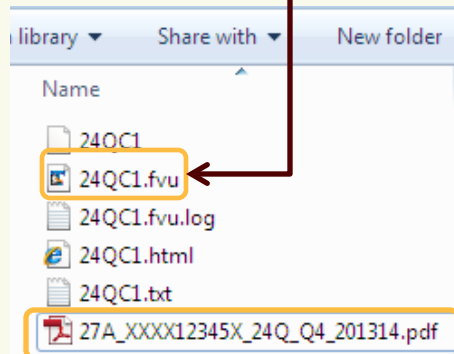 library Share with New folder
Name
24QC1
24QC1.fvu
24QC1.fvu.log
24QC1.html
24QC1.txt
27A_XXXX12345X_24Q_Q4_201314.pdf